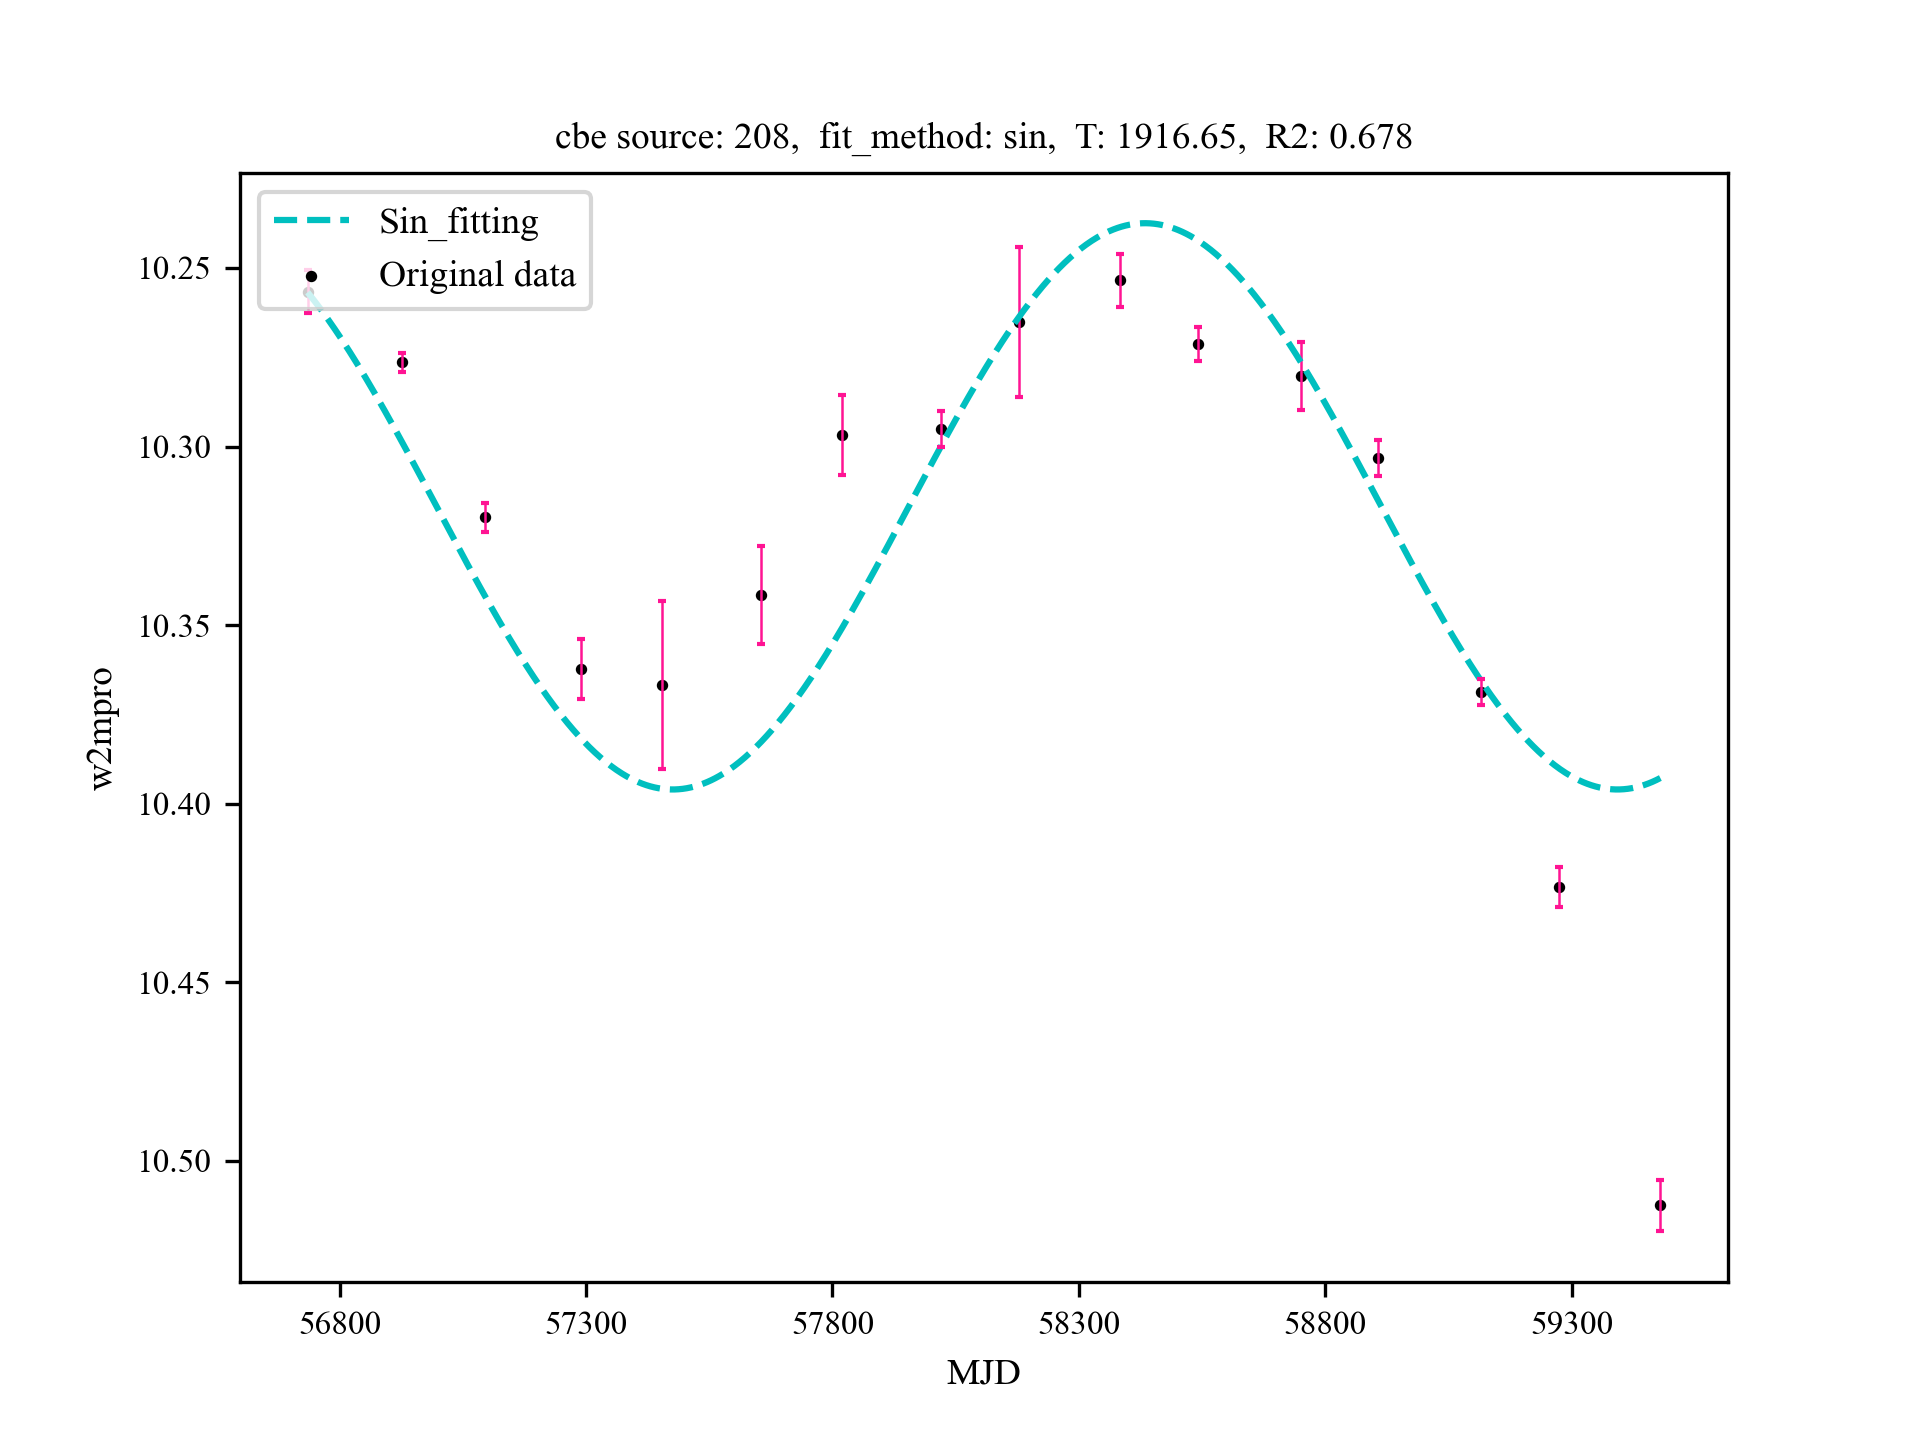 cbe source: 208,  fit_method: sin,  T: 1916.65,  R2: 0.678
Sin_fitting
Original data
10.25
10.30
10.35
10.40
10.45
10.50
w2mpro
56800 57300 57800 58300 58800 59300
MJD